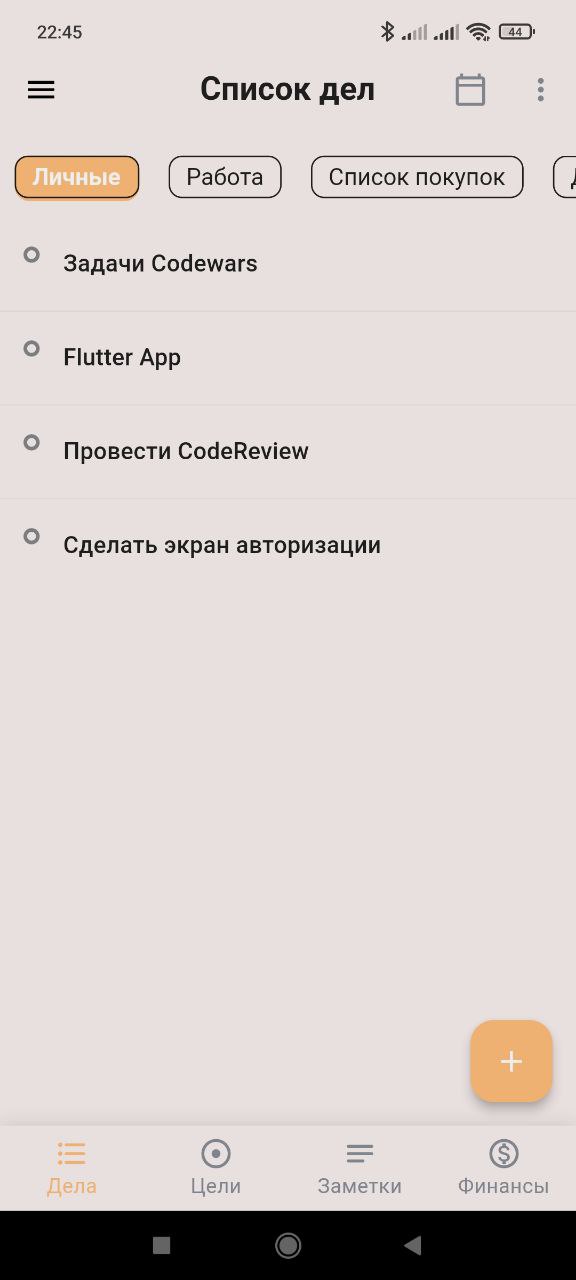 22:45
44
Список дел
Личные
Работа
Список покупок
Задачи Codewars
Flutter App
Провести CodeReview
Сделать экран авторизации
Дела
Цели
Заметки
Финансы